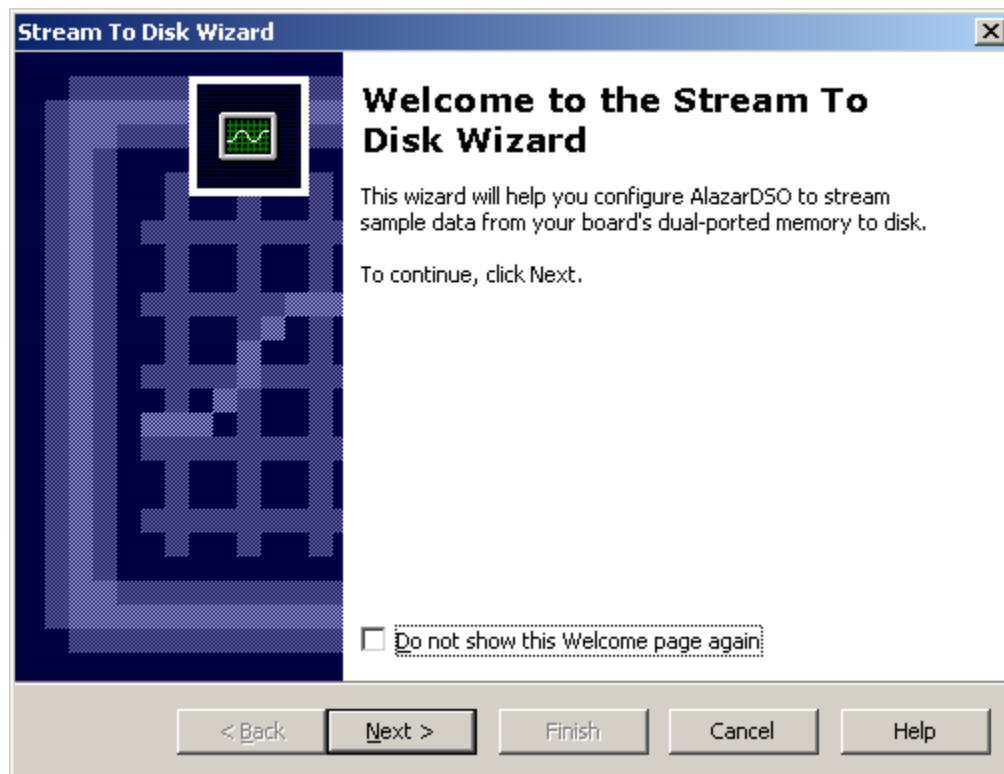 Stream To Disk Wizard
Welcome to the Stream To
Disk Wizard
This wizard will help you configure AlazarDSO to stream
sample data from your board's dual-ported memory to disk.
To continue, click Next.
Do not show this Welcome page again
< Back
Next >
Finish
Cancel
Help